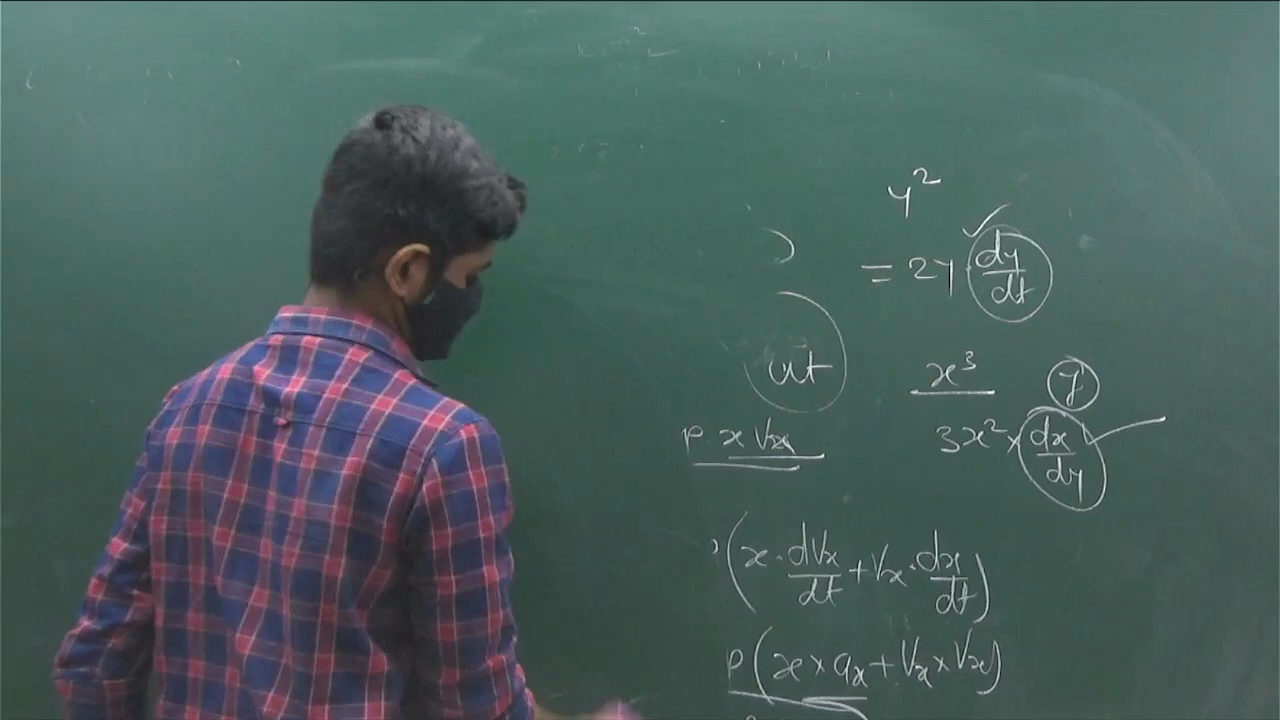 y²
= 2y dy/dt
ut
x³ y
P · x Vx
3x² × dx/dy
(x · dVx/dt + Vx · dx/dt)
P (x × ax + Vx × Vx)